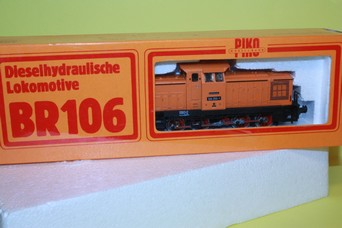 Dieselhydraulische
Lokomotive
BR106
PIKO